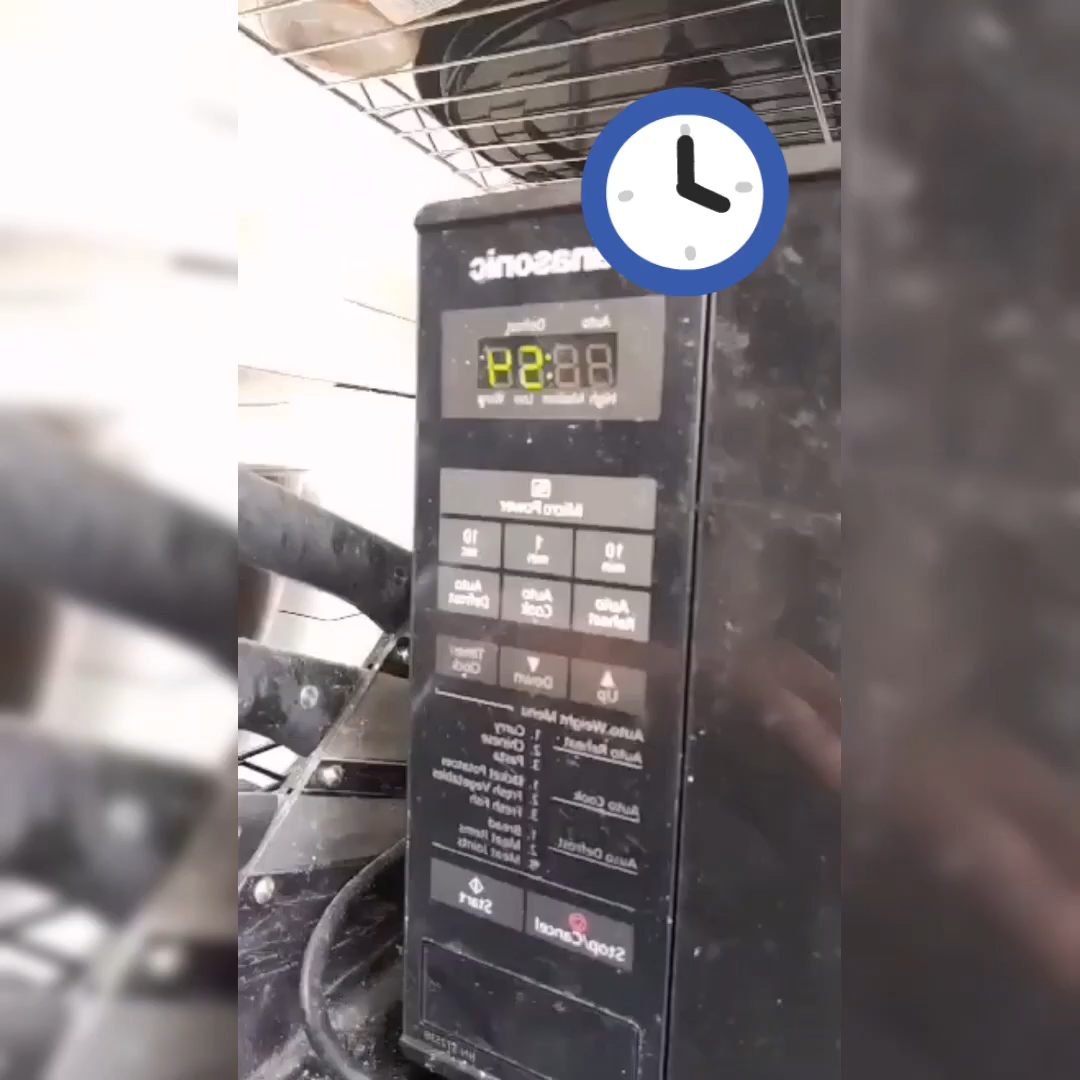 anasonic
Auto Defrost
:54
High Medium Low Warm
Micro Power
10 min 1 min 10 sec
Auto Reheat Auto Cook Auto Defrost
Up Down Timer/Clock
Auto Weight Menu
Auto Reheat 1. Curry
2. Chinese
3. Pasta
Auto Cook 1. Jacket Potatoes
2. Fresh Vegetables
3. Fresh Fish
Auto Defrost 1. Bread
2. Meat Items
3. Meat Joints
Stop/Cancel Start